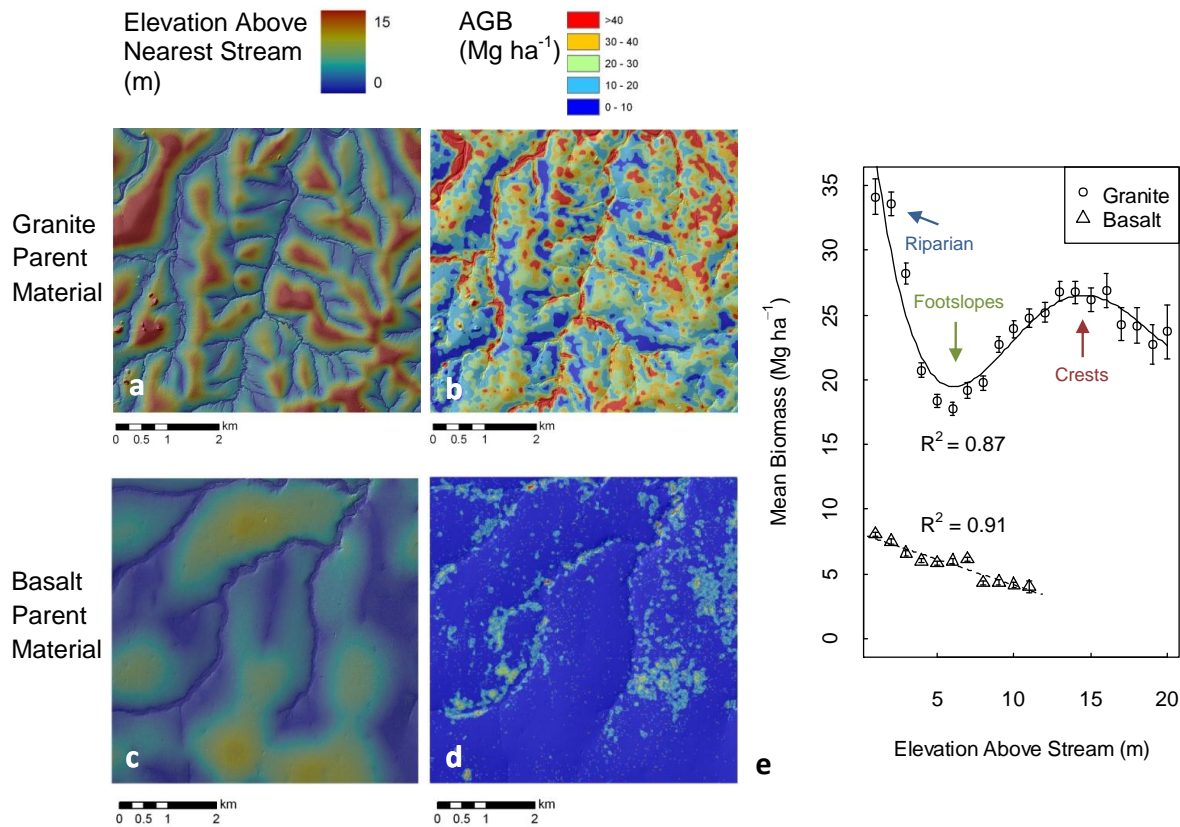 Elevation Above
Nearest Stream
(m)
15
0
AGB
(Mg ha⁻¹)
>40
30 - 40
20 - 30
10 - 20
0 - 10
Granite
Parent
Material
a
b
km
0 0.5 1 2
km
0 0.5 1 2
Basalt
Parent
Material
c
d
km
0 0.5 1 2
km
0 0.5 1 2
e
Granite
Basalt
Riparian
Footslopes
Crests
R² = 0.87
R² = 0.91
Mean Biomass (Mg ha⁻¹)
35
30
25
20
15
10
5
0
5 10 15 20
Elevation Above Stream (m)